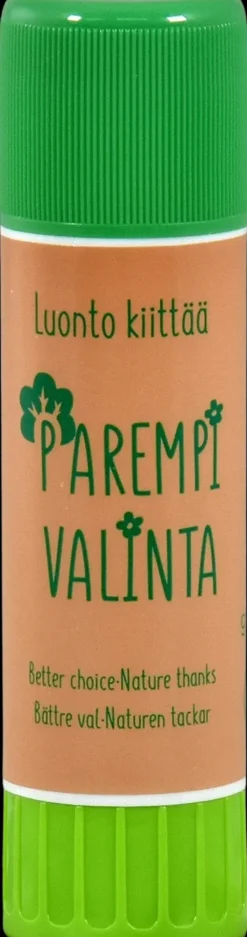 Luonto kiittää
PAREMPI
VALINTA
Better choice·Nature thanks
Bättre val·Naturen tackar